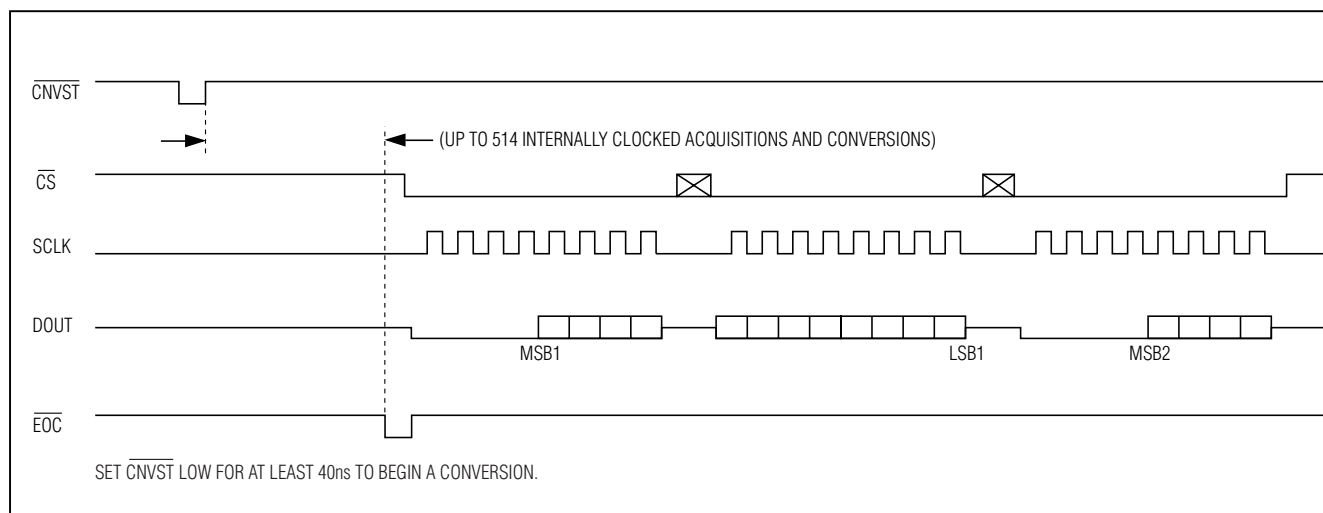 CNVST
(UP TO 514 INTERNALLY CLOCKED ACQUISITIONS AND CONVERSIONS)
CS
SCLK
DOUT
MSB1
LSB1
MSB2
EOC
SET CNVST LOW FOR AT LEAST 40ns TO BEGIN A CONVERSION.